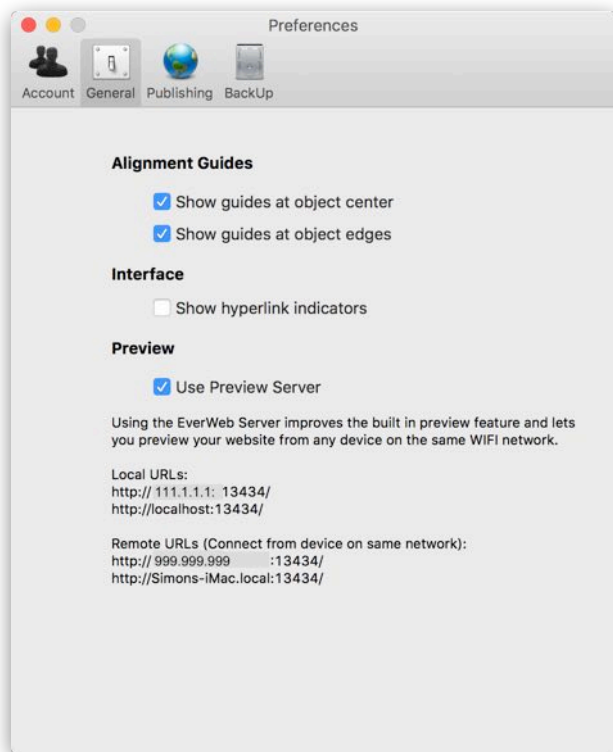 Preferences
Account General Publishing BackUp
Alignment Guides
Show guides at object center
Show guides at object edges
Interface
Show hyperlink indicators
Preview
Use Preview Server
Using the EverWeb Server improves the built in preview feature and lets
you preview your website from any device on the same WIFI network.
Local URLs:
http:// 111.1.1.1: 13434/
http://localhost:13434/
Remote URLs (Connect from device on same network):
http:// 999.999.999 :13434/
http://Simons-iMac.local:13434/